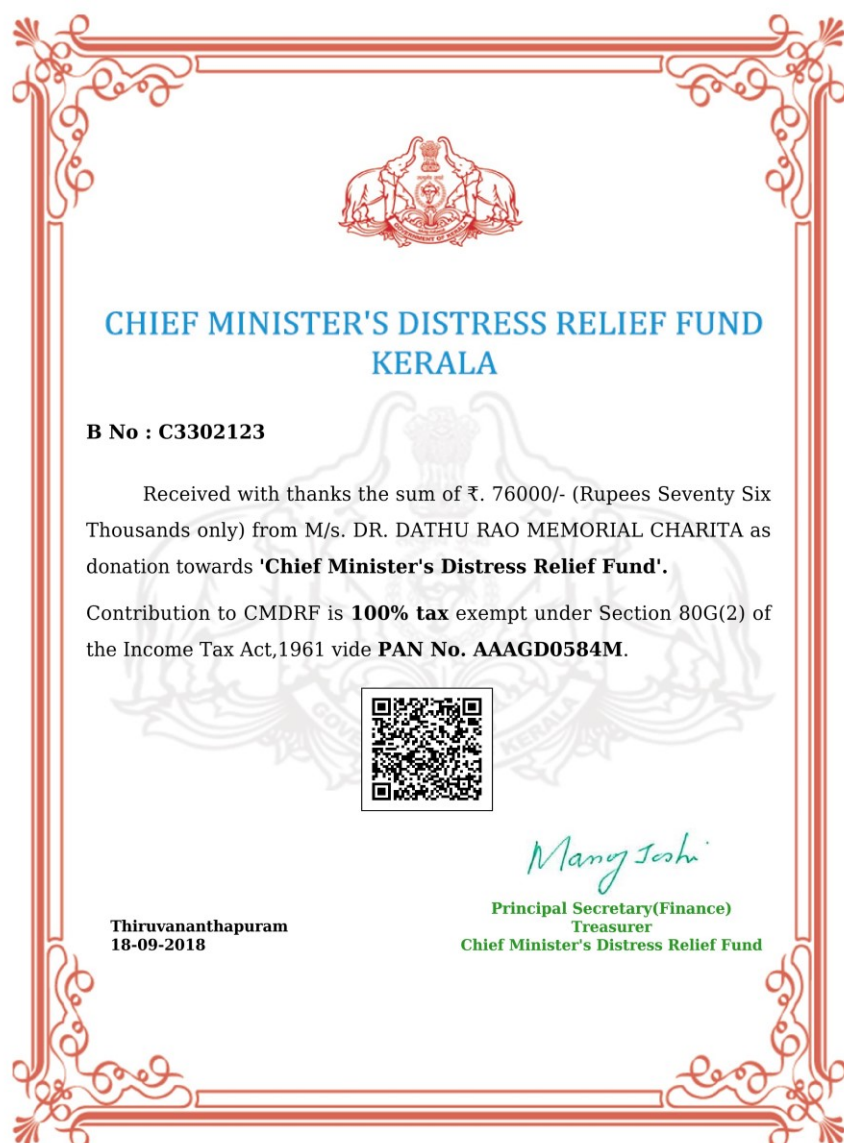 GOVERNMENT OF KERALA
CHIEF MINISTER'S DISTRESS RELIEF FUND
KERALA
B No : C3302123
Received with thanks the sum of ₹. 76000/- (Rupees Seventy Six
Thousands only) from M/s. DR. DATHU RAO MEMORIAL CHARITA as
donation towards 'Chief Minister's Distress Relief Fund'.
Contribution to CMDRF is 100% tax exempt under Section 80G(2) of
the Income Tax Act,1961 vide PAN No. AAAGD0584M.
Manoj Joshi
Principal Secretary(Finance)
Treasurer
Chief Minister's Distress Relief Fund
Thiruvananthapuram
18-09-2018